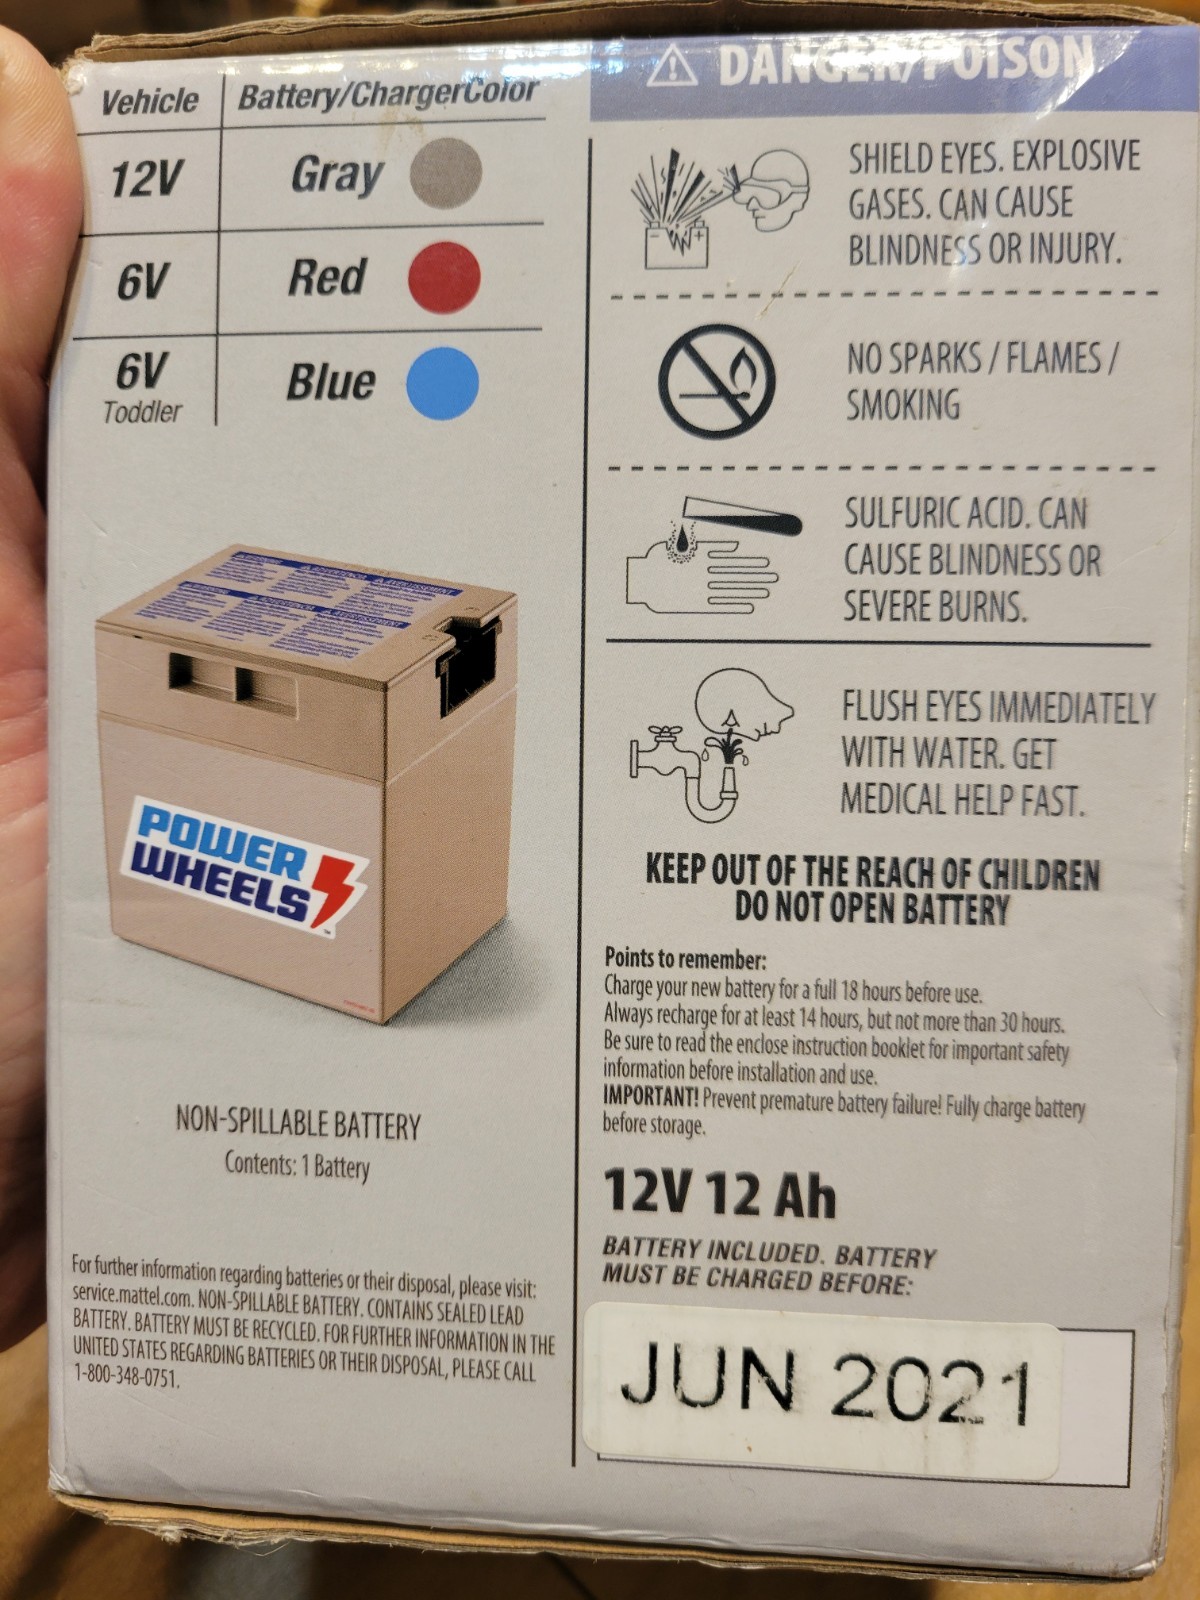 Vehicle Battery/ChargerColor
12V Gray
6V Red
6V Blue
Toddler
POWER
WHEELS
™
NON-SPILLABLE BATTERY
Contents: 1 Battery
For further information regarding batteries or their disposal, please visit:
service.mattel.com. NON-SPILLABLE BATTERY. CONTAINS SEALED LEAD
BATTERY. BATTERY MUST BE RECYCLED. FOR FURTHER INFORMATION IN THE
UNITED STATES REGARDING BATTERIES OR THEIR DISPOSAL, PLEASE CALL
1-800-348-0751.
DANGER/POISON
SHIELD EYES. EXPLOSIVE
GASES. CAN CAUSE
BLINDNESS OR INJURY.
NO SPARKS / FLAMES /
SMOKING
SULFURIC ACID. CAN
CAUSE BLINDNESS OR
SEVERE BURNS.
FLUSH EYES IMMEDIATELY
WITH WATER. GET
MEDICAL HELP FAST.
KEEP OUT OF THE REACH OF CHILDREN
DO NOT OPEN BATTERY
Points to remember:
Charge your new battery for a full 18 hours before use.
Always recharge for at least 14 hours, but not more than 30 hours.
Be sure to read the enclose instruction booklet for important safety
information before installation and use.
IMPORTANT! Prevent premature battery failure! Fully charge battery
before storage.
12V 12 Ah
BATTERY INCLUDED. BATTERY
MUST BE CHARGED BEFORE:
JUN 2021